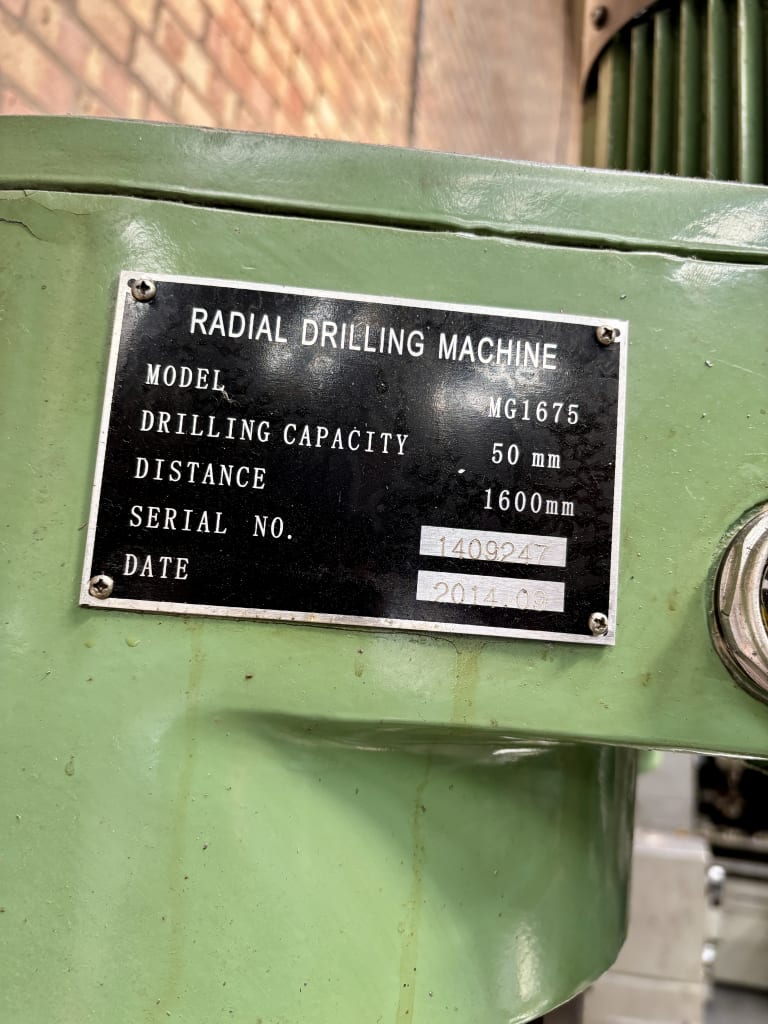 RADIAL DRILLING MACHINE
MODEL MG1675
DRILLING CAPACITY 50 mm
DISTANCE 1600mm
SERIAL NO. 1409247
DATE 2014.09